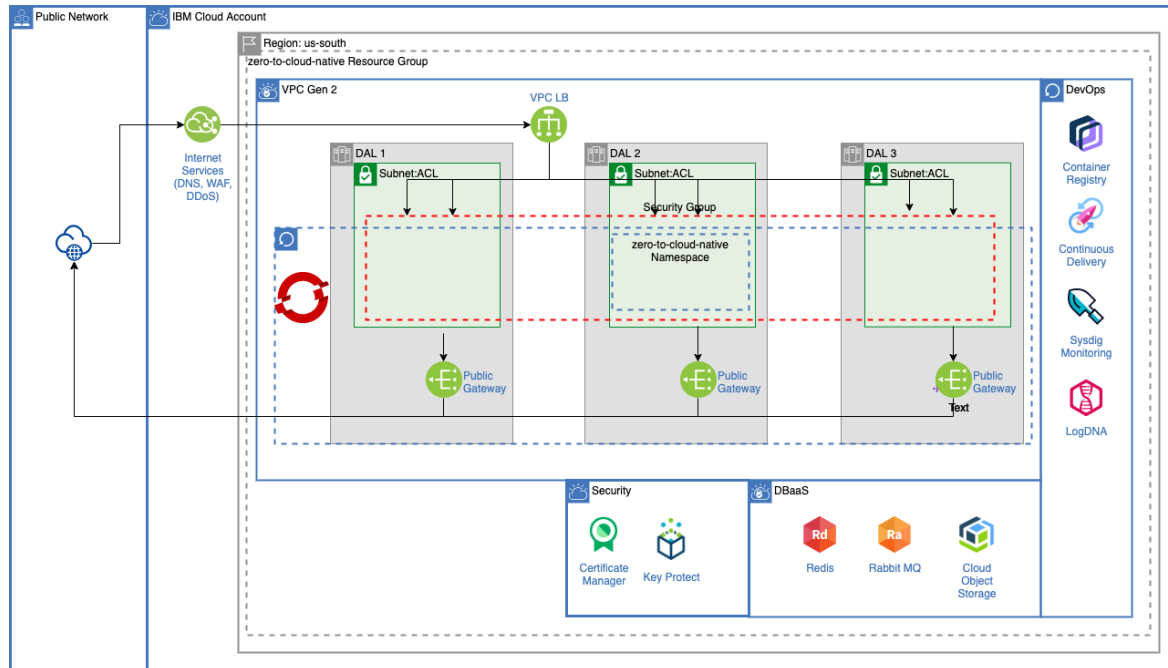 Public Network
IBM Cloud Account
Region: us-south
zero-to-cloud-native Resource Group
VPC Gen 2
DevOps
VPC LB
Internet
Services
(DNS, WAF,
DDoS)
DAL 1
DAL 2
DAL 3
Subnet:ACL
Subnet:ACL
Subnet:ACL
Security Group
zero-to-cloud-native
Namespace
Public
Gateway
Public
Gateway
Public
Gateway
Text
Container
Registry
Continuous
Delivery
Sysdig
Monitoring
LogDNA
Security
Certificate
Manager
Key Protect
DBaaS
Rd
Redis
Ra
Rabbit MQ
Cloud
Object
Storage